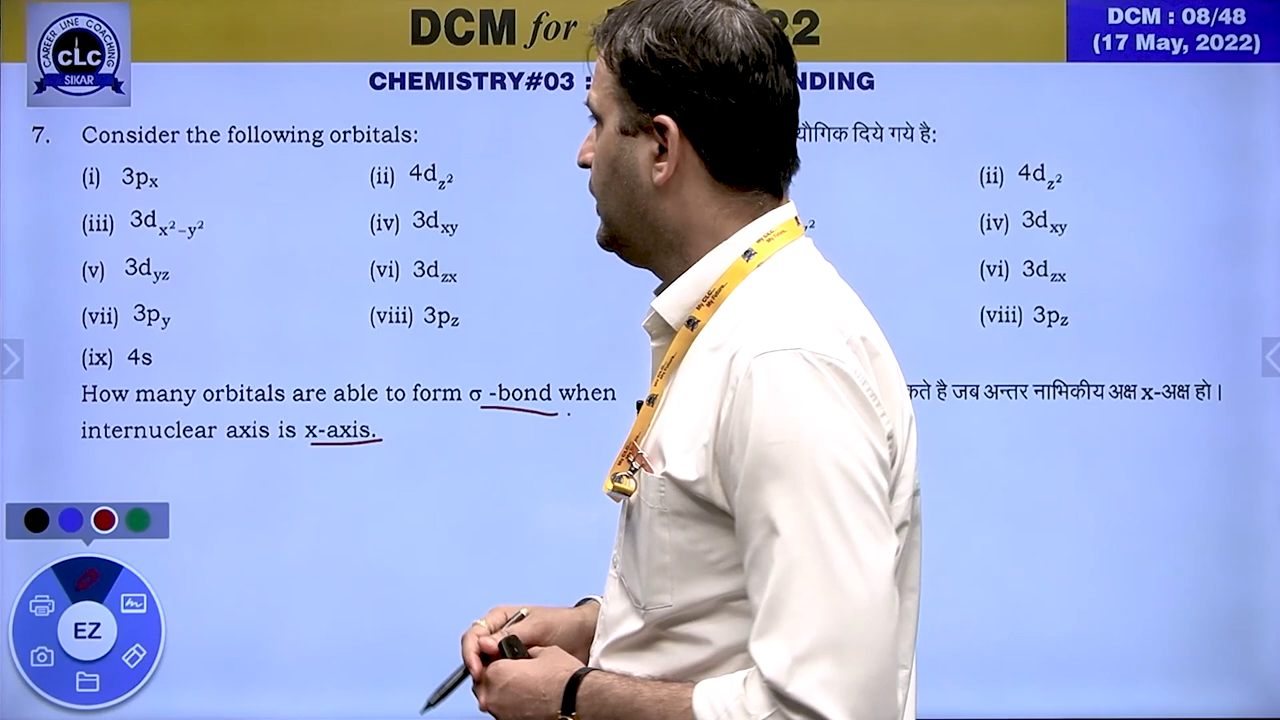 CAREER LINE COACHING
CLC
SIKAR
DCM for 22
DCM : 08/48
(17 May, 2022)
CHEMISTRY#03 : NDING
7. Consider the following orbitals:
यौगिक दिये गये है:
(i) 3pₓ (ii) 4d_z²
(ii) 4d_z²
(iii) 3d_x²–y² (iv) 3d_xy
2 (iv) 3d_xy
(v) 3d_yz (vi) 3d_zx
(vi) 3d_zx
(vii) 3p_y (viii) 3p_z
(viii) 3p_z
(ix) 4s
How many orbitals are able to form σ -bond when
internuclear axis is x-axis.
कते है जब अन्तर नाभिकीय अक्ष x-अक्ष हो।
EZ